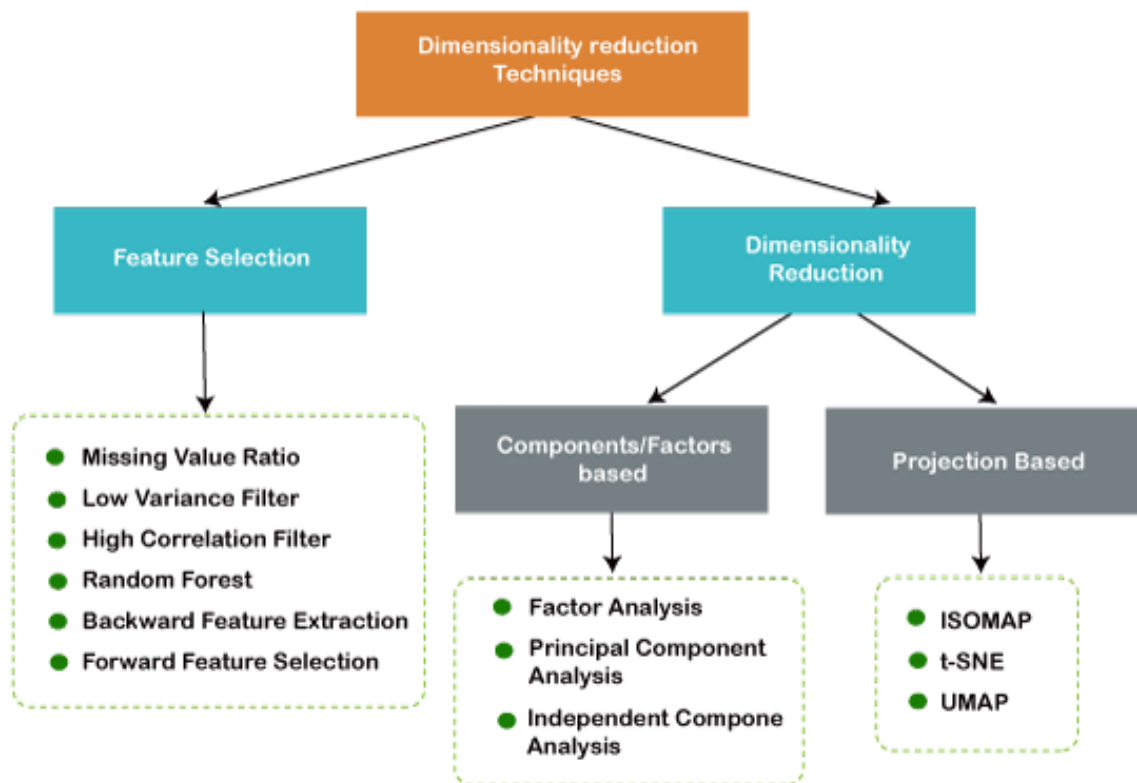 Dimensionality reduction
Techniques
Feature Selection
Dimensionality
Reduction
Missing Value Ratio
Low Variance Filter
High Correlation Filter
Random Forest
Backward Feature Extraction
Forward Feature Selection
Components/Factors
based
Projection Based
Factor Analysis
Principal Component
Analysis
Independent Compone
Analysis
ISOMAP
t-SNE
UMAP